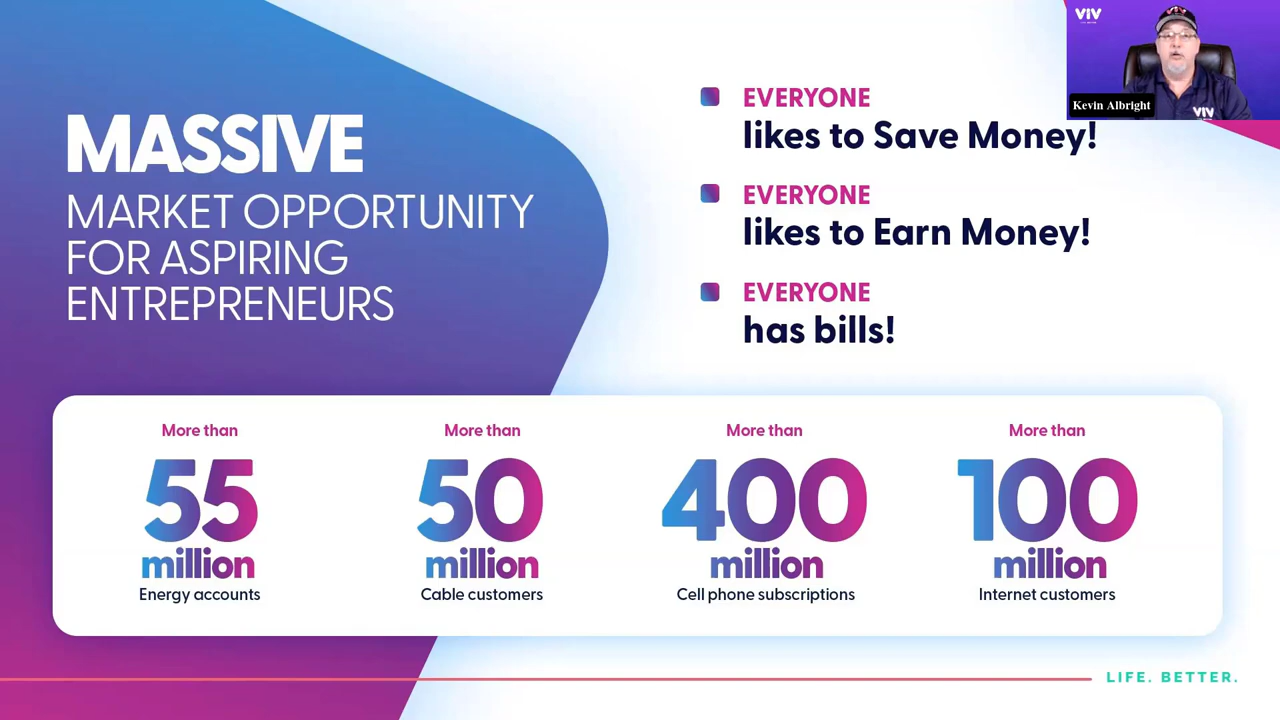 MASSIVE
MARKET OPPORTUNITY
FOR ASPIRING
ENTREPRENEURS
EVERYONE
likes to Save Money!
EVERYONE
likes to Earn Money!
EVERYONE
has bills!
VIV
Kevin Albright
VIV
More than
55
million
Energy accounts
More than
50
million
Cable customers
More than
400
million
Cell phone subscriptions
More than
100
million
Internet customers
LIFE. BETTER.